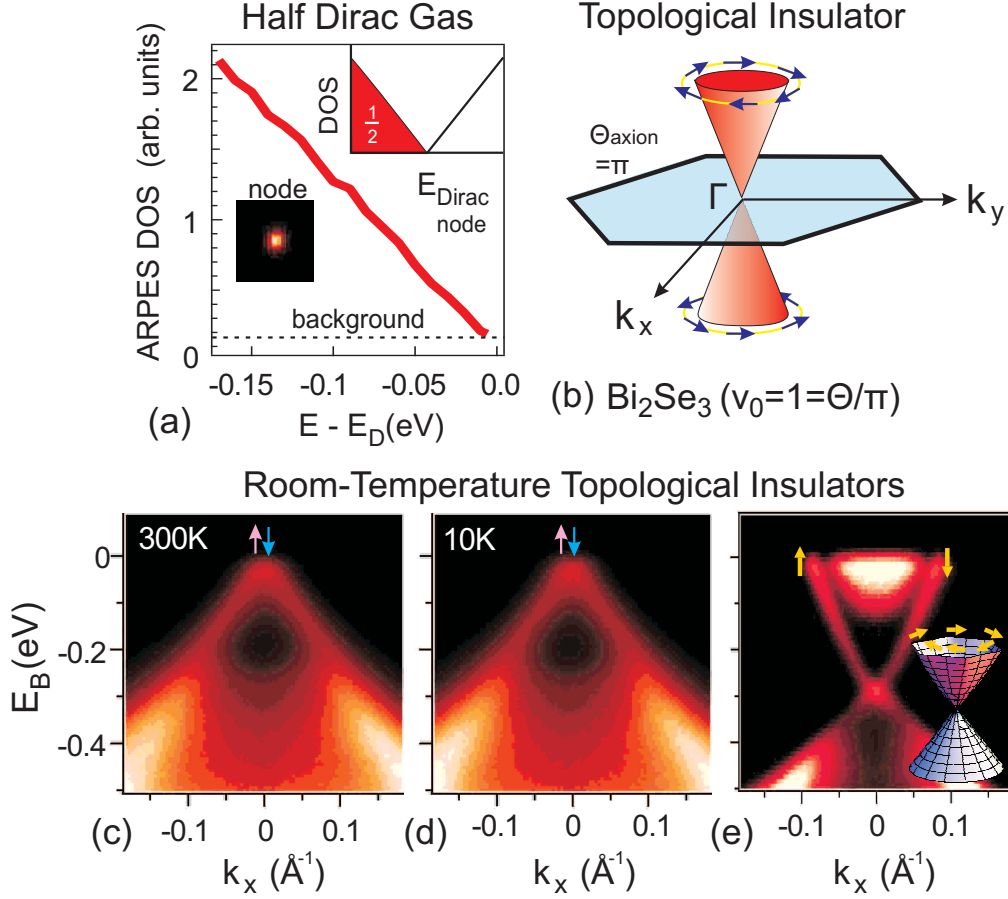 Half Dirac Gas
ARPES DOS (arb. units)
2
1
0
DOS
1/2
E_Dirac
node
node
background
-0.15
-0.1
-0.05
0.0
(a)
E - E_D(eV)
Topological Insulator
Θaxion
=π
Γ
k_y
k_x
(b) Bi₂Se₃ (ν₀=1=Θ/π)
Room-Temperature Topological Insulators
E_B(eV)
0
-0.2
-0.4
300K
10K
(c)
-0.1
0
0.1
k_x (Å⁻¹)
(d)
-0.1
0
0.1
k_x (Å⁻¹)
(e)
-0.1
0
0.1
k_x (Å⁻¹)